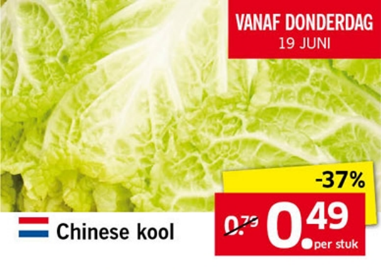 VANAF DONDERDAG
19 JUNI
-37%
0.79 0.49
per stuk
Chinese kool